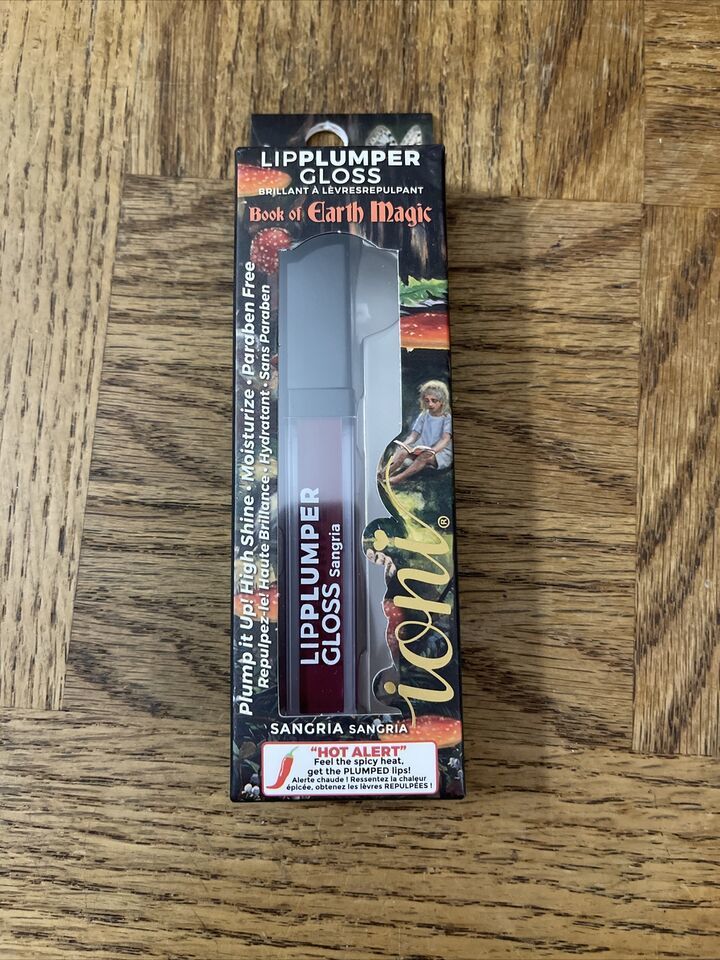 LIPPLUMPER
GLOSS
BRILLANT À LÈVRESREPULPANT
Book of Earth Magic
Plump it Up! High Shine • Moisturize • Paraben Free
Repulpez-le! Haute Brillance • Hydratant • Sans Paraben
LIPPLUMPER
GLOSS Sangria
ioni®
SANGRIA SANGRIA
"HOT ALERT"
Feel the spicy heat,
get the PLUMPED lips!
Alerte chaude ! Ressentez la chaleur
épicée, obtenez les lèvres REPULPÉES !